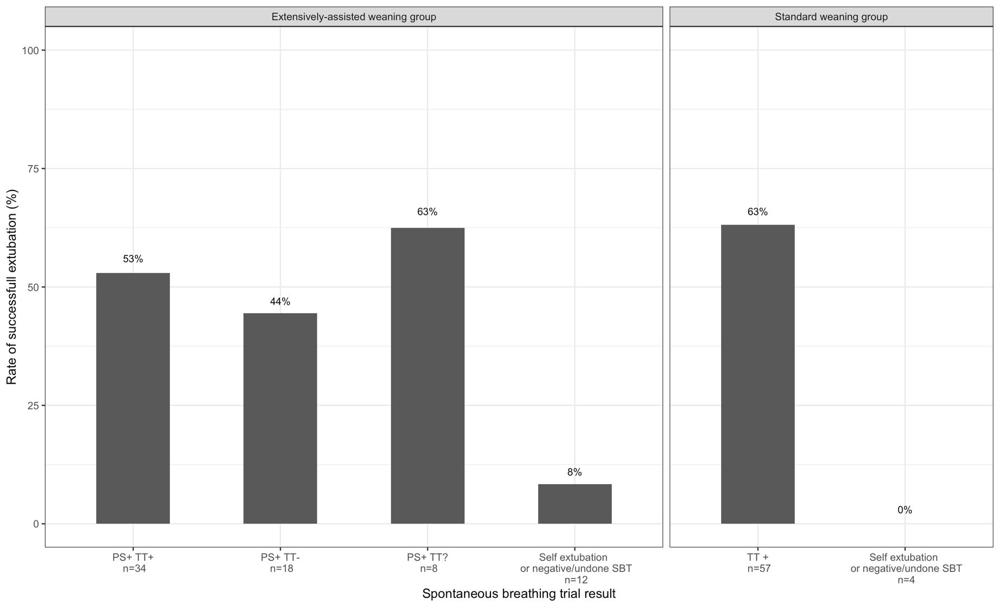 Extensively-assisted weaning group
Standard weaning group
Rate of successfull extubation (%)
100
75
50
25
0
53%
44%
63%
8%
63%
0%
PS+ TT+
n=34
PS+ TT-
n=18
PS+ TT?
n=8
Self extubation
or negative/undone SBT
n=12
TT +
n=57
Self extubation
or negative/undone SBT
n=4
Spontaneous breathing trial result